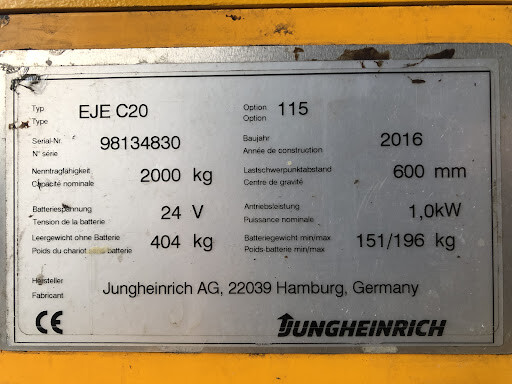 Typ EJE C20 Option 115
Type Option
Serial-Nr. 98134830 Baujahr 2016
N° série Année de construction
Nenntragfähigkeit 2000 kg Lastschwerpunktabstand 600 mm
Capacité nominale Centre de gravité
Batteriespannung 24 V Antriebsleistung 1,0kW
Tension de la batterie Puissance nominale
Leergewicht ohne Batterie 404 kg Batteriegewicht min/max 151/196 kg
Poids du chariot sans batterie Poids batterie min/max
Hersteller Jungheinrich AG, 22039 Hamburg, Germany
Fabricant
CE JUNGHEINRICH